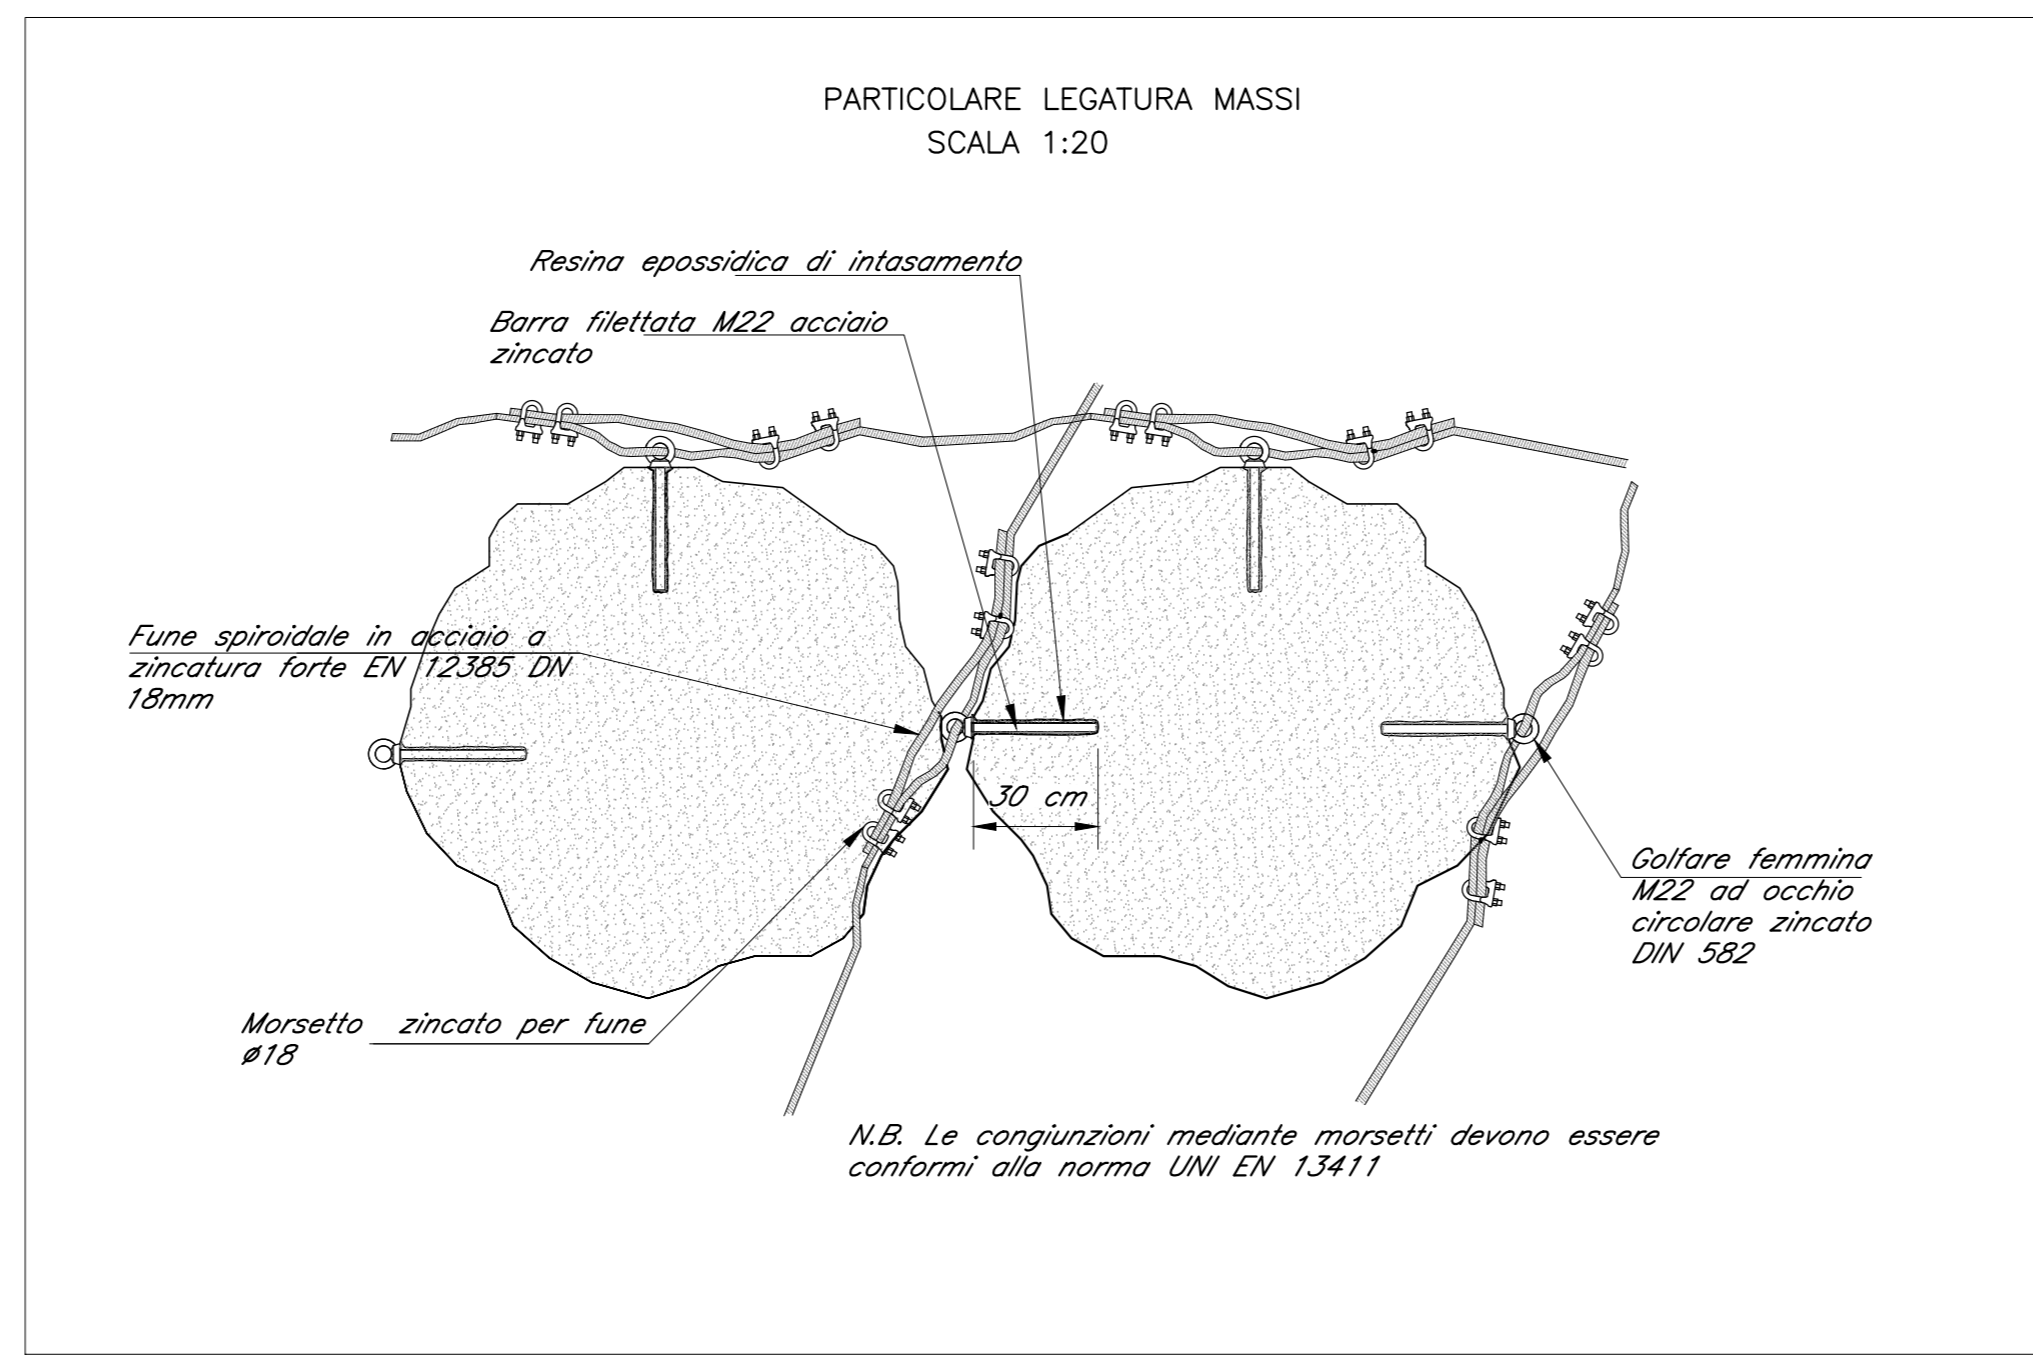 PARTICOLARE LEGATURA MASSI
SCALA 1:20
Resina epossidica di intasamento
Barra filettata M22 acciaio
zincato
Fune spiroidale in acciaio a
zincatura forte EN 12385 DN
18mm
30 cm
Golfare femmina
M22 ad occhio
circolare zincato
DIN 582
Morsetto zincato per fune
ø18
N.B. Le congiunzioni mediante morsetti devono essere
conformi alla norma UNI EN 13411